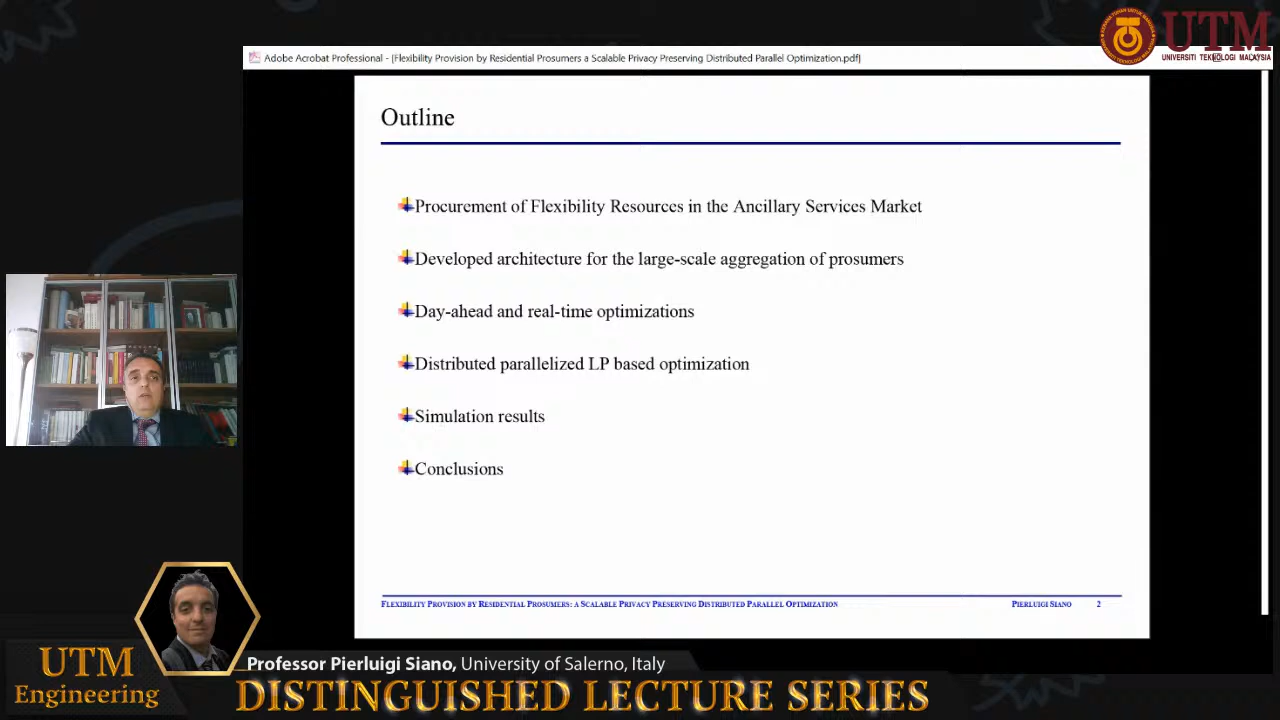 UTM
UNIVERSITI TEKNOLOGI MALAYSIA
Adobe Acrobat Professional - [Flexibility Provision by Residential Prosumers a Scalable Privacy Preserving Distributed Parallel Optimization.pdf]
Outline
Procurement of Flexibility Resources in the Ancillary Services Market
Developed architecture for the large-scale aggregation of prosumers
Day-ahead and real-time optimizations
Distributed parallelized LP based optimization
Simulation results
Conclusions
FLEXIBILITY PROVISION BY RESIDENTIAL PROSUMERS: A SCALABLE PRIVACY PRESERVING DISTRIBUTED PARALLEL OPTIMIZATION PIERLUIGI SIANO 2
Professor Pierluigi Siano, University of Salerno, Italy
UTM
Engineering
DISTINGUISHED LECTURE SERIES